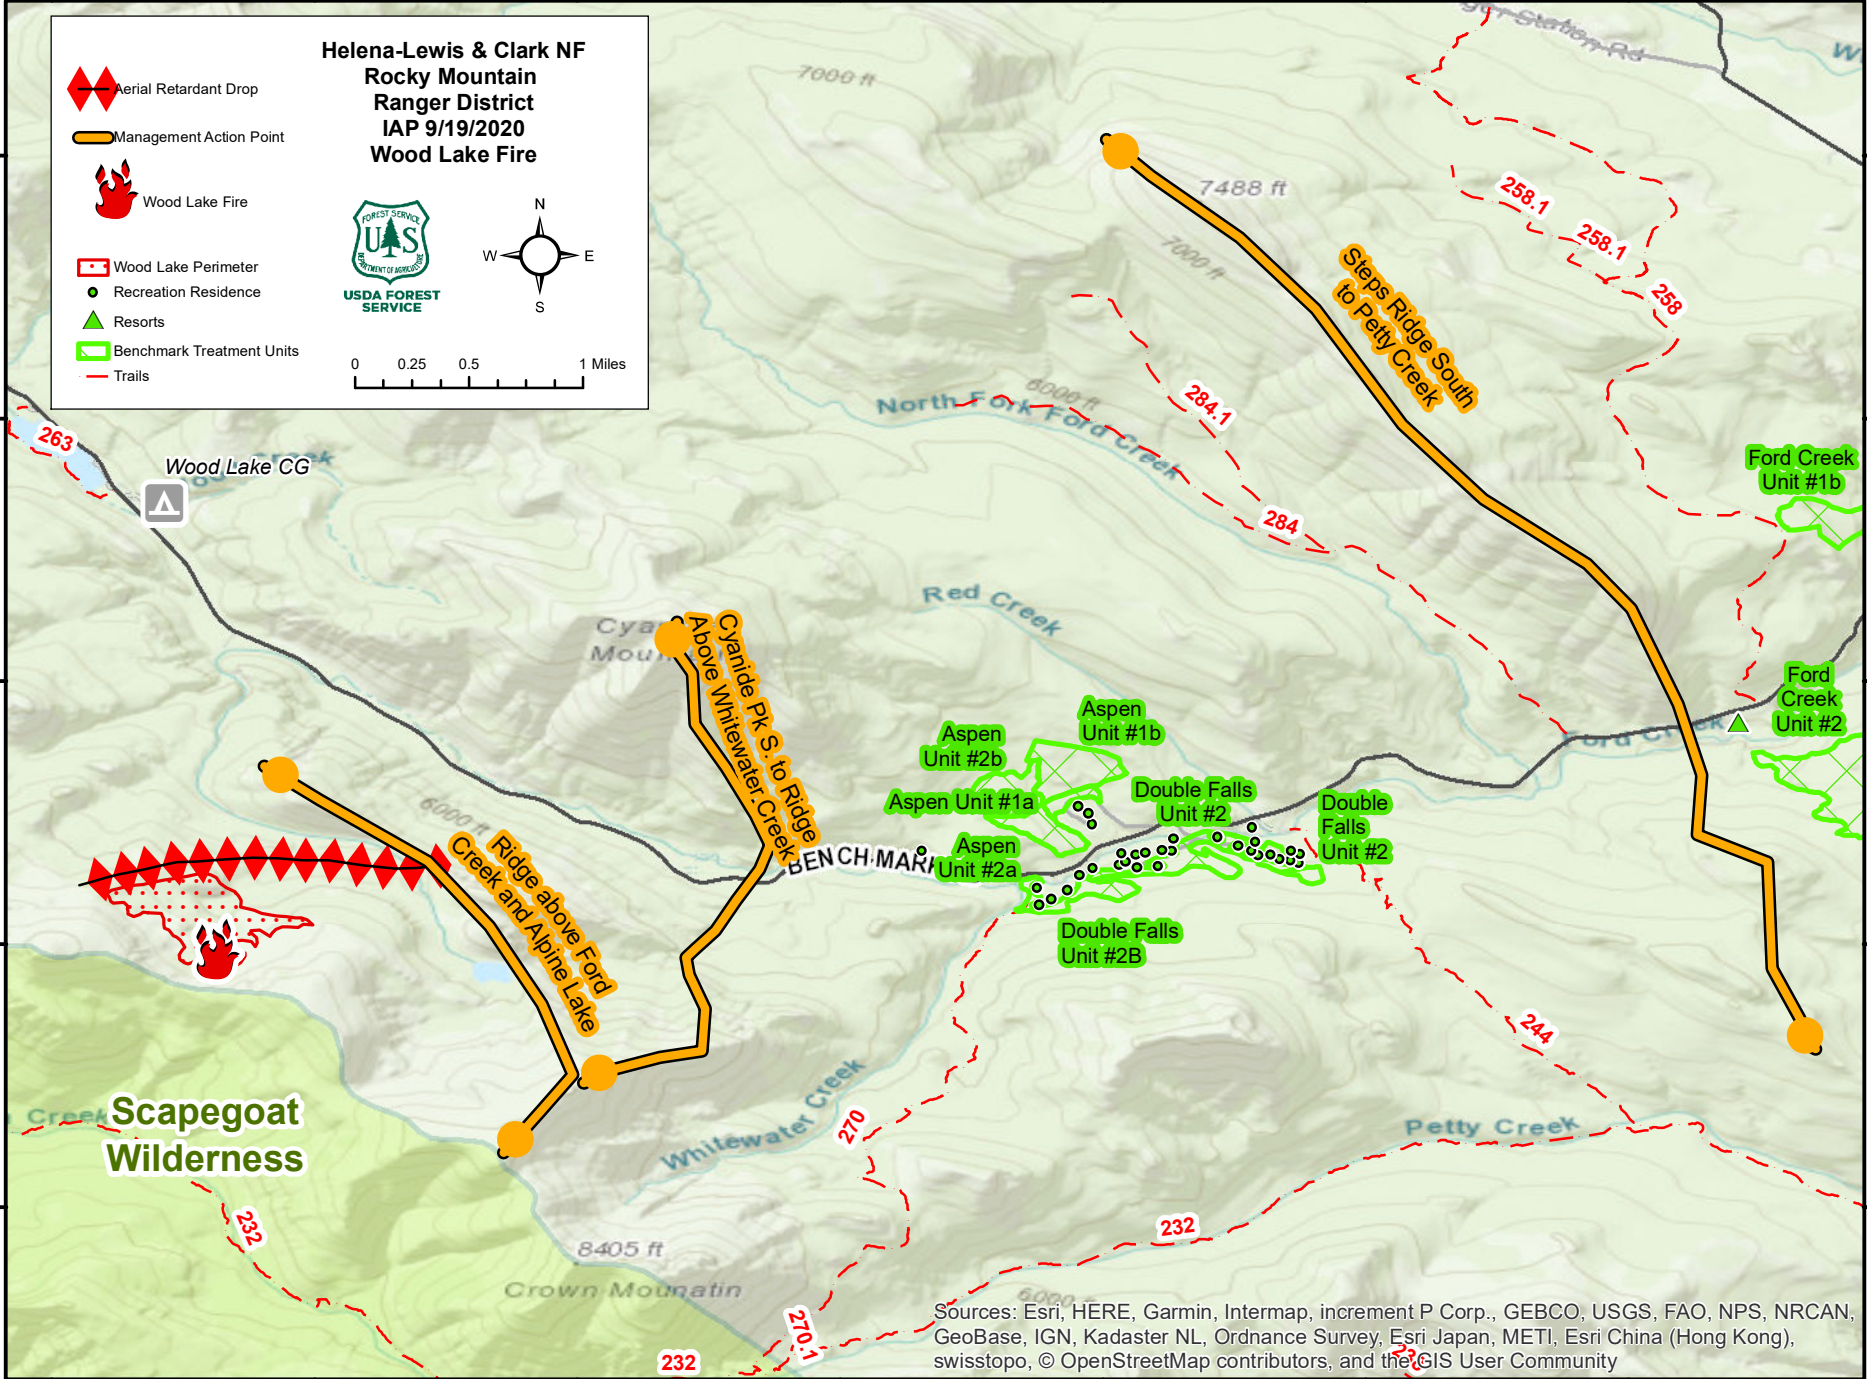 Helena-Lewis & Clark NF
Rocky Mountain
Ranger District
IAP 9/19/2020
Wood Lake Fire
Aerial Retardant Drop
Management Action Point
Wood Lake Fire
Wood Lake Perimeter
Recreation Residence
Resorts
Benchmark Treatment Units
Trails
FOREST SERVICE
U S
DEPARTMENT OF AGRICULTURE
USDA FOREST
SERVICE
N
W
E
S
0
0.25
0.5
1 Miles
Station Rd
7000 ft
7488 ft
7000 ft
258.1
258.1
258
Steps Ridge South
to Petty Creek
6000 ft
North Fork Ford Creek
284.1
284
263
Wood Lake CG
Creek
Ford Creek
Unit #1b
Red Creek
Cyanide Pk S. to Ridge
Above Whitewater Creek
Ford
Creek
Unit #2
Ford Creek
Aspen
Unit #1b
Aspen
Unit #2b
Aspen Unit #1a
Double Falls
Unit #2
Double
Falls
Unit #2
Aspen
Unit #2a
BENCHMARK
6000 ft
Ridge above Ford
Creek and Alpine Lake
Double Falls
Unit #2B
244
Scapegoat
Wilderness
Creek
Whitewater Creek
270
Petty Creek
232
232
8405 ft
Crown Mounatin
6000 ft
270.1
232
Sources: Esri, HERE, Garmin, Intermap, increment P Corp., GEBCO, USGS, FAO, NPS, NRCAN,
GeoBase, IGN, Kadaster NL, Ordnance Survey, Esri Japan, METI, Esri China (Hong Kong),
swisstopo, © OpenStreetMap contributors, and the GIS User Community